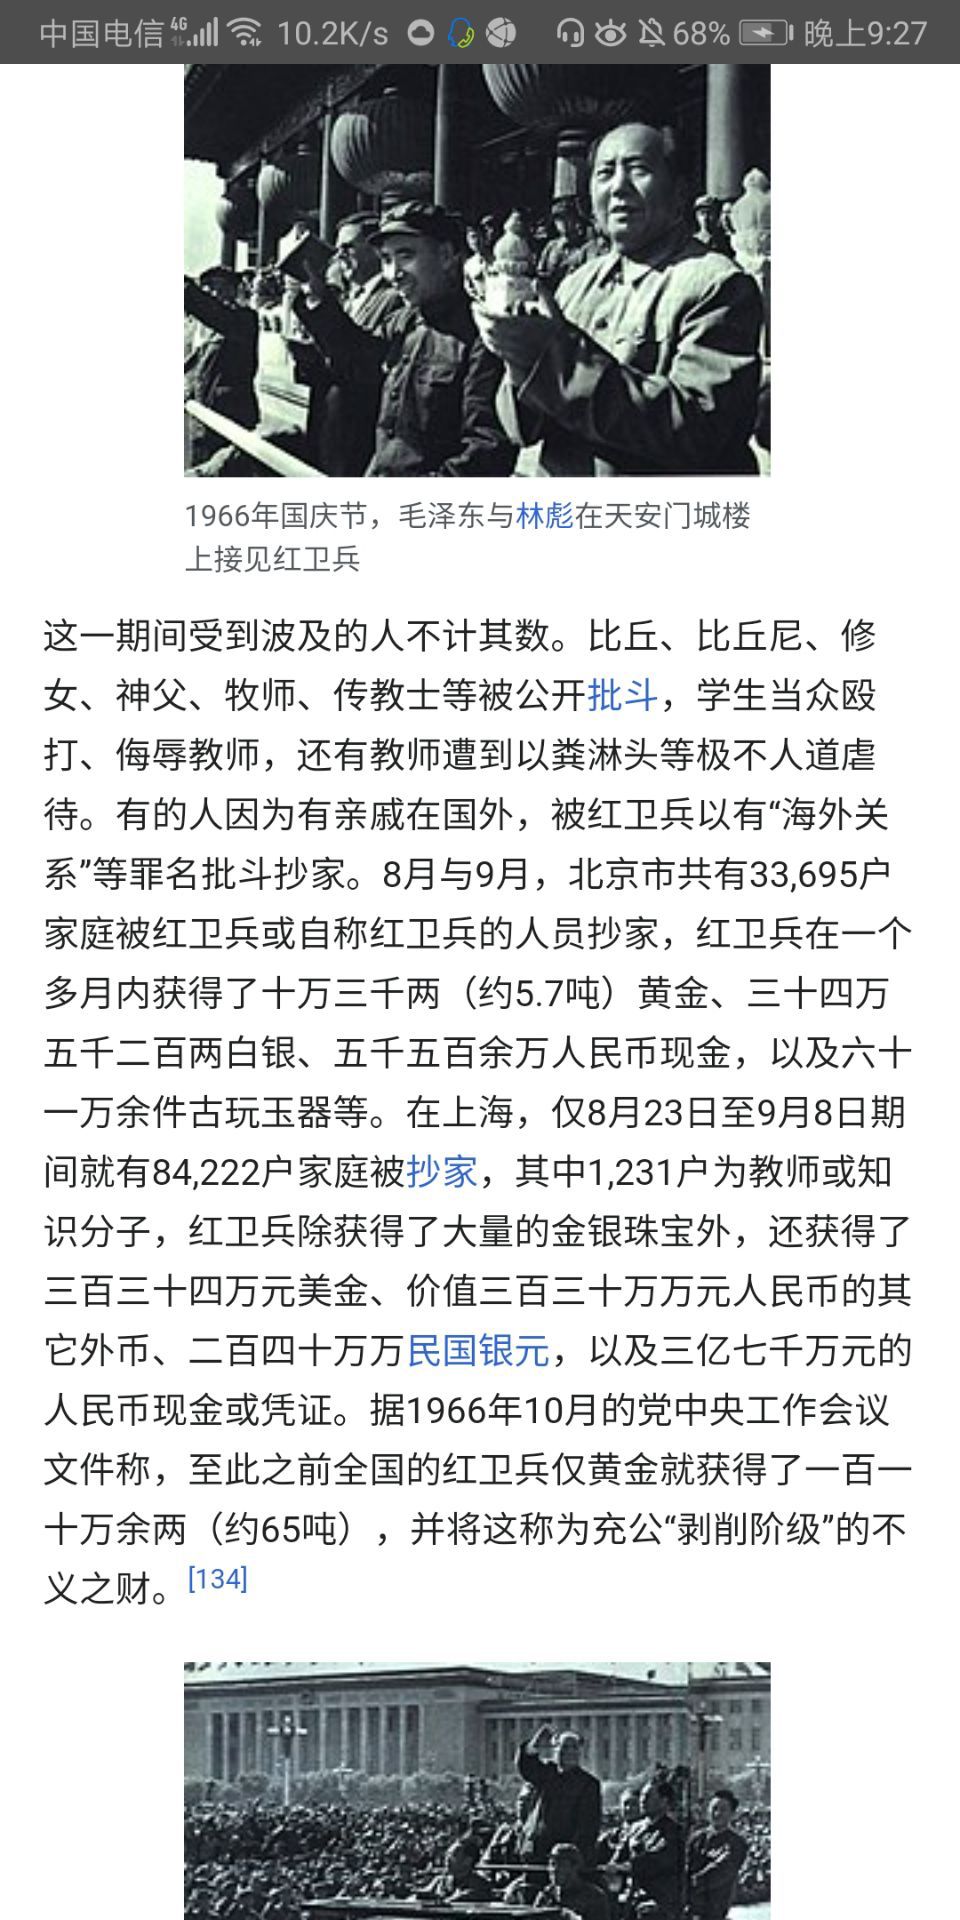 中国电信 4G 10.2K/s 68% 晚上9:27
1966年国庆节，毛泽东与林彪在天安门城楼
上接见红卫兵
这一期间受到波及的人不计其数。比丘、比丘尼、修
女、神父、牧师、传教士等被公开批斗，学生当众殴
打、侮辱教师，还有教师遭到以粪淋头等极不人道虐
待。有的人因为有亲戚在国外，被红卫兵以有“海外关
系”等罪名批斗抄家。8月与9月，北京市共有33,695户
家庭被红卫兵或自称红卫兵的人员抄家，红卫兵在一个
多月内获得了十万三千两（约5.7吨）黄金、三十四万
五千二百两白银、五千五百余万人民币现金，以及六十
一万余件古玩玉器等。在上海，仅8月23日至9月8日期
间就有84,222户家庭被抄家，其中1,231户为教师或知
识分子，红卫兵除获得了大量的金银珠宝外，还获得了
三百三十四万元美金、价值三百三十万万元人民币的其
它外币、二百四十万万民国银元，以及三亿七千万元的
人民币现金或凭证。据1966年10月的党中央工作会议
文件称，至此之前全国的红卫兵仅黄金就获得了一百一
十万余两（约65吨），并将这称为充公“剥削阶级”的不
义之财。[134]